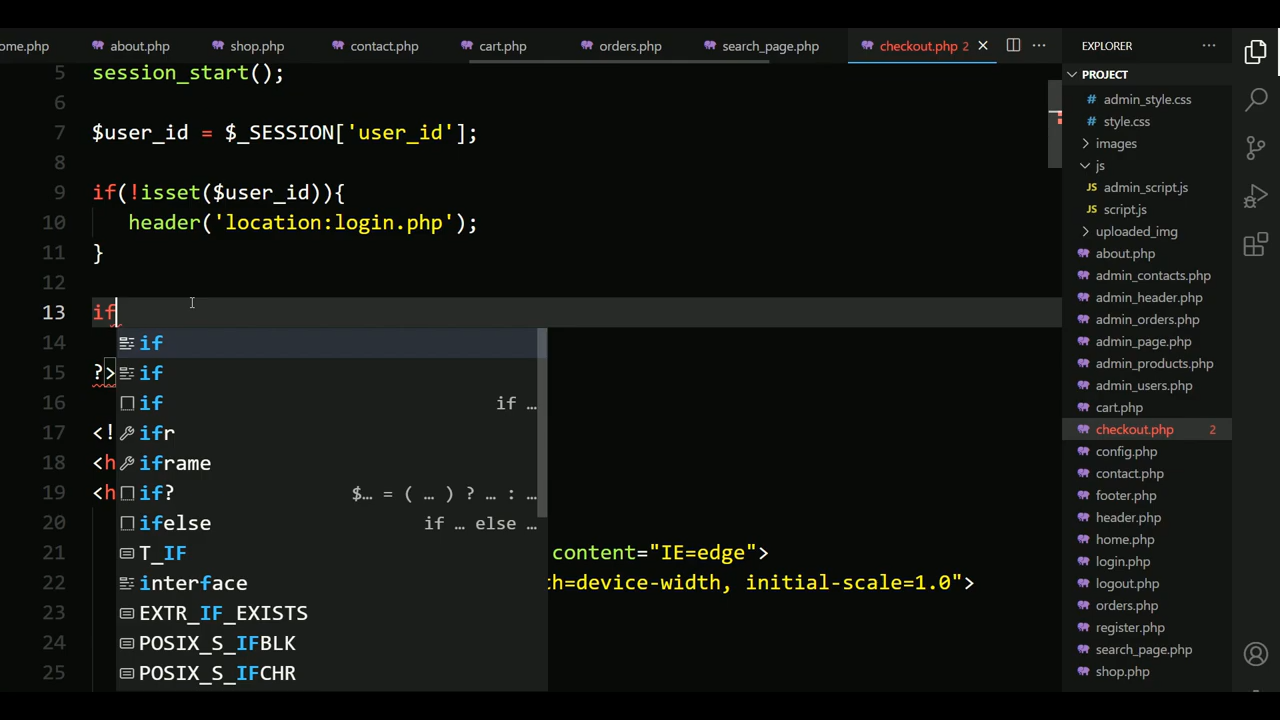 ome.php about.php shop.php contact.php cart.php orders.php search_page.php checkout.php 2
5 session_start();
6
7 $user_id = $_SESSION['user_id'];
8
9 if(!isset($user_id)){
10 header('location:login.php');
11 }
12
13 if
14
15 ?>
16
17 <!
18 <h
19 <h
20
21 content="IE=edge">
22 h=device-width, initial-scale=1.0">
23
24
25
if
if
if if …
ifr
iframe
if? $… = ( … ) ? … : …
ifelse if … else …
T_IF
interface
EXTR_IF_EXISTS
POSIX_S_IFBLK
POSIX_S_IFCHR
EXPLORER
PROJECT
# admin_style.css
# style.css
images
js
JS admin_script.js
JS script.js
uploaded_img
about.php
admin_contacts.php
admin_header.php
admin_orders.php
admin_page.php
admin_products.php
admin_users.php
cart.php
checkout.php 2
config.php
contact.php
footer.php
header.php
home.php
login.php
logout.php
orders.php
register.php
search_page.php
shop.php